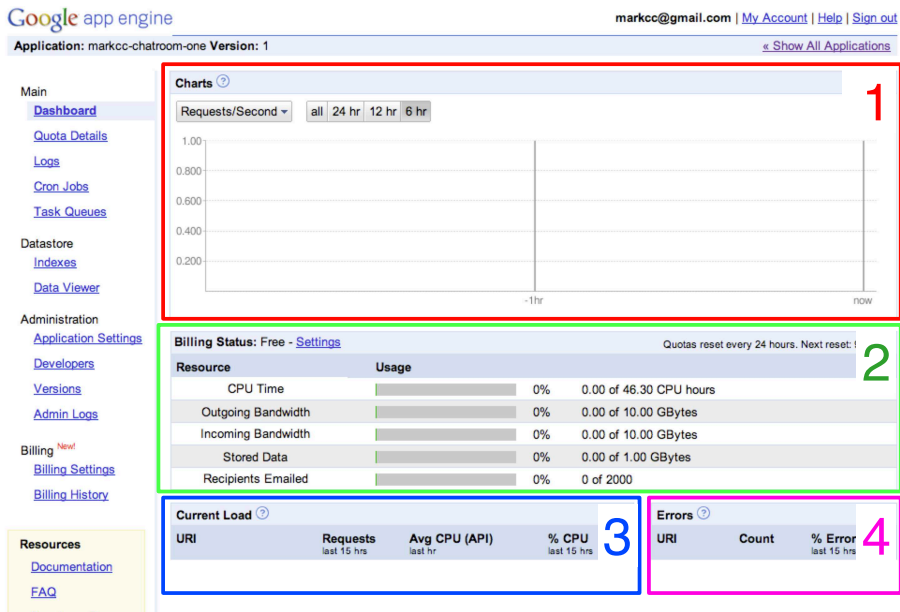 Google app engine
markcc@gmail.com | My Account | Help | Sign out
Application: markcc-chatroom-one Version: 1
« Show All Applications
Main
Dashboard
Quota Details
Logs
Cron Jobs
Task Queues
Datastore
Indexes
Data Viewer
Administration
Application Settings
Developers
Versions
Admin Logs
Billing New!
Billing Settings
Billing History
Resources
Documentation
FAQ
Charts ?
1
Requests/Second
all 24 hr 12 hr 6 hr
1.00
0.800
0.600
0.400
0.200
-1hr
now
Billing Status: Free - Settings
Quotas reset every 24 hours. Next reset:
2
Resource Usage
CPU Time 0% 0.00 of 46.30 CPU hours
Outgoing Bandwidth 0% 0.00 of 10.00 GBytes
Incoming Bandwidth 0% 0.00 of 10.00 GBytes
Stored Data 0% 0.00 of 1.00 GBytes
Recipients Emailed 0% 0 of 2000
Current Load ?
3
URI Requests Avg CPU (API) % CPU
last 15 hrs last hr last 15 hrs
Errors ?
4
URI Count % Error
last 15 hrs